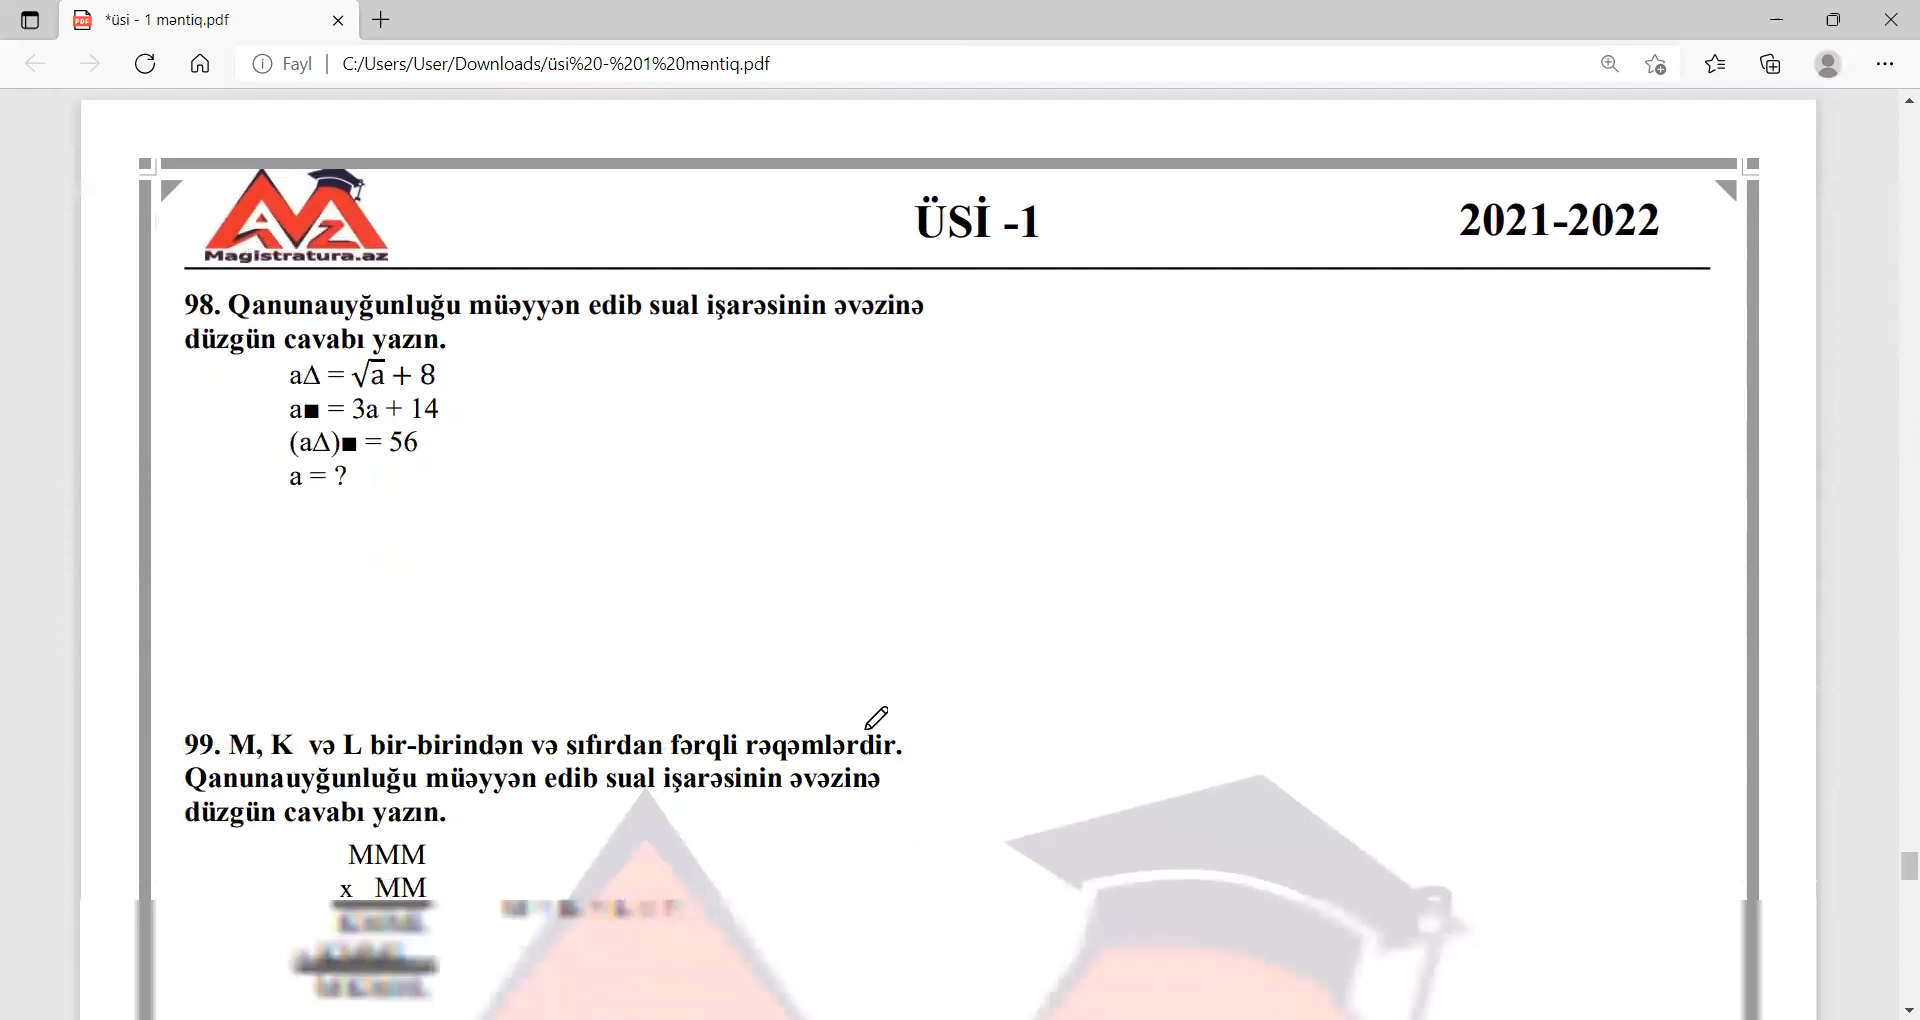 *üsi - 1 məntiq.pdf
Fayl | C:/Users/User/Downloads/üsi%20-%201%20məntiq.pdf
Magistratura.az
ÜSİ -1
2021-2022
98. Qanunauyğunluğu müəyyən edib sual işarəsinin əvəzinə
düzgün cavabı yazın.
aΔ = √a + 8
a■ = 3a + 14
(aΔ)■ = 56
a = ?
99. M, K və L bir-birindən və sıfırdan fərqli rəqəmlərdir.
Qanunauyğunluğu müəyyən edib sual işarəsinin əvəzinə
düzgün cavabı yazın.
MMM
x MM